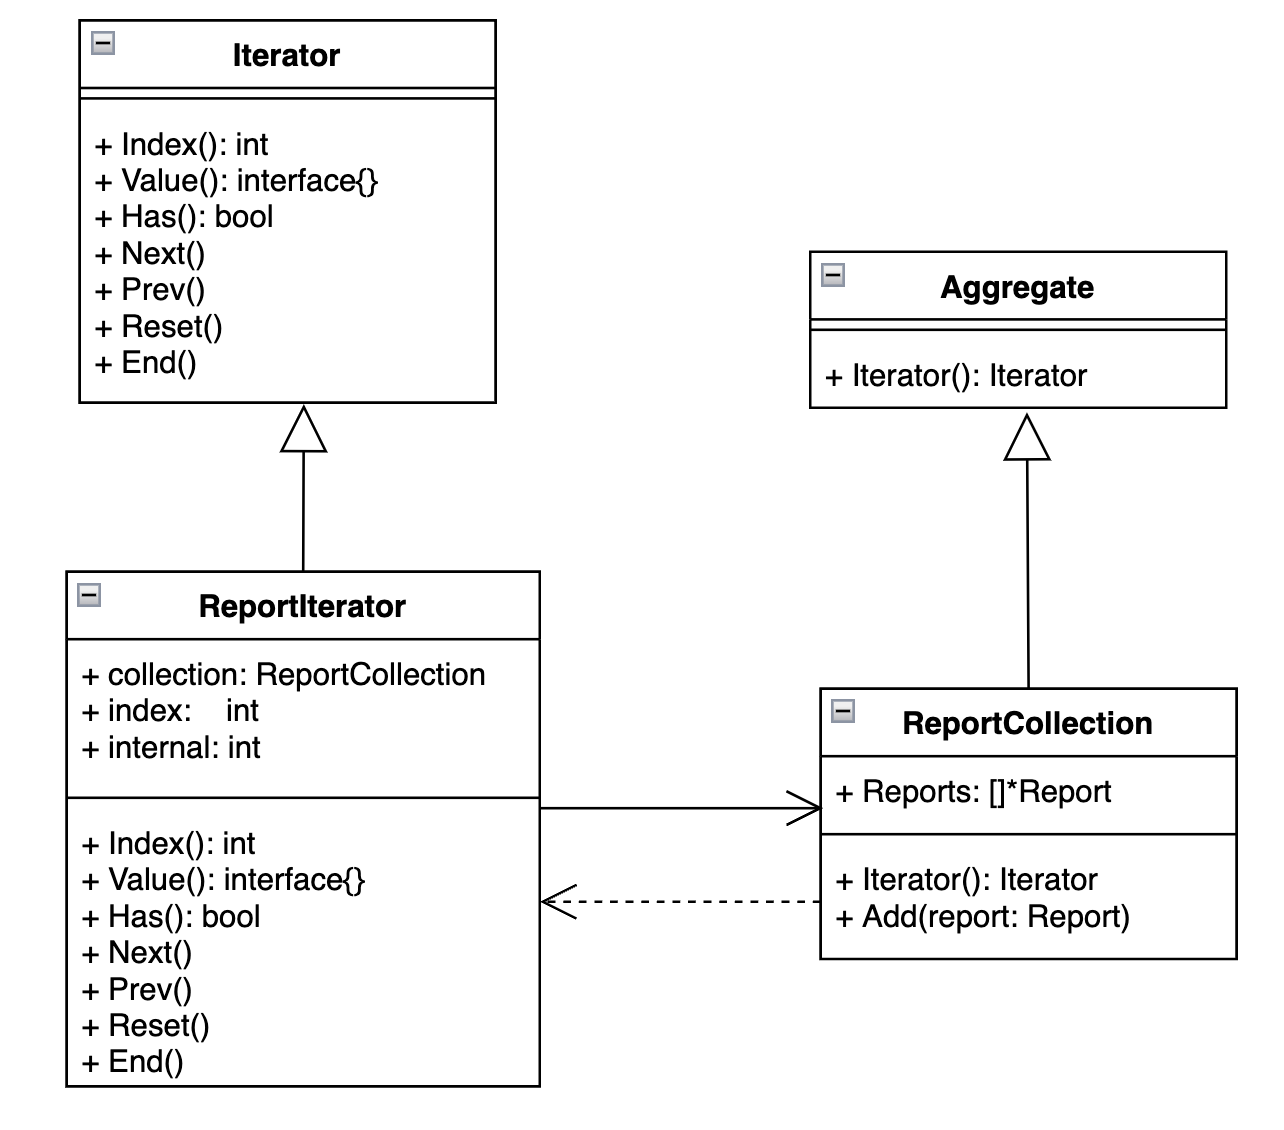 Iterator
+ Index(): int
+ Value(): interface{}
+ Has(): bool
+ Next()
+ Prev()
+ Reset()
+ End()
Aggregate
+ Iterator(): Iterator
ReportIterator
+ collection: ReportCollection
+ index: int
+ internal: int
+ Index(): int
+ Value(): interface{}
+ Has(): bool
+ Next()
+ Prev()
+ Reset()
+ End()
ReportCollection
+ Reports: []*Report
+ Iterator(): Iterator
+ Add(report: Report)